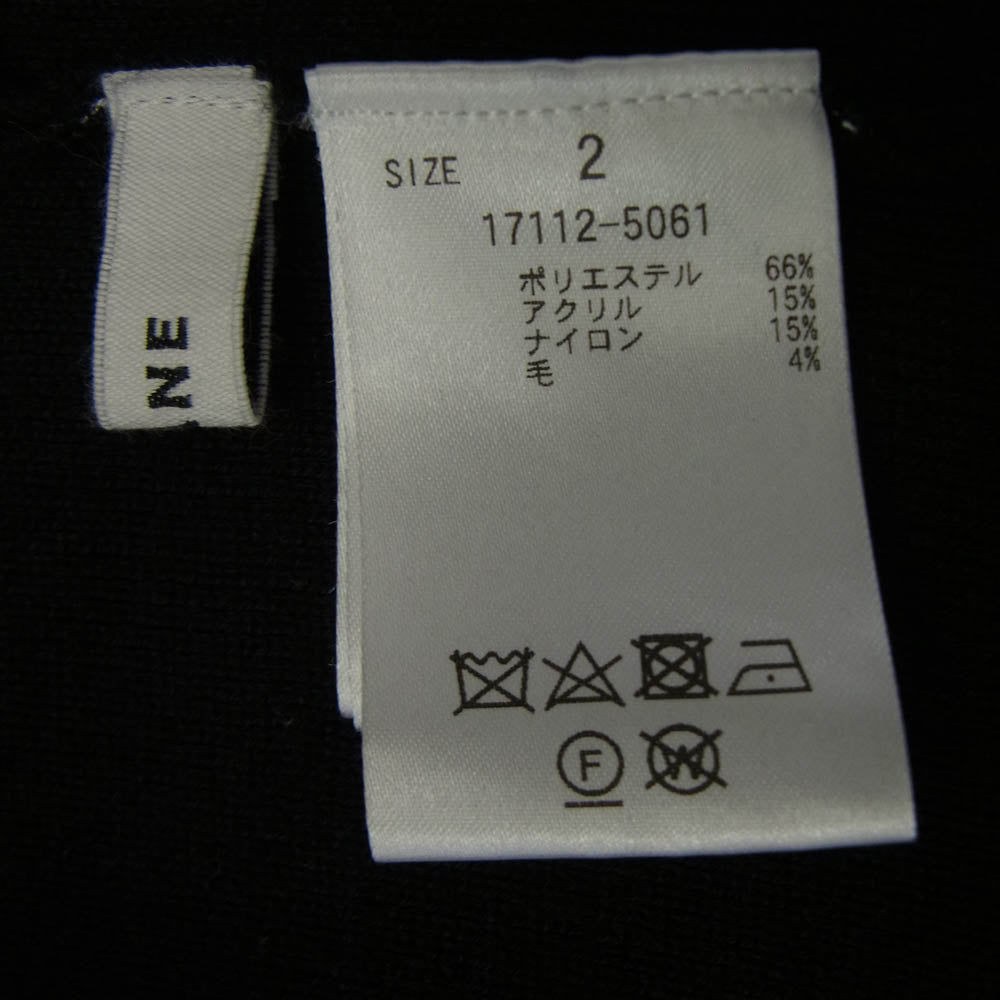 NE
SIZE 2
17112-5061
ポリエステル 66%
アクリル 15%
ナイロン 15%
毛 4%
F W